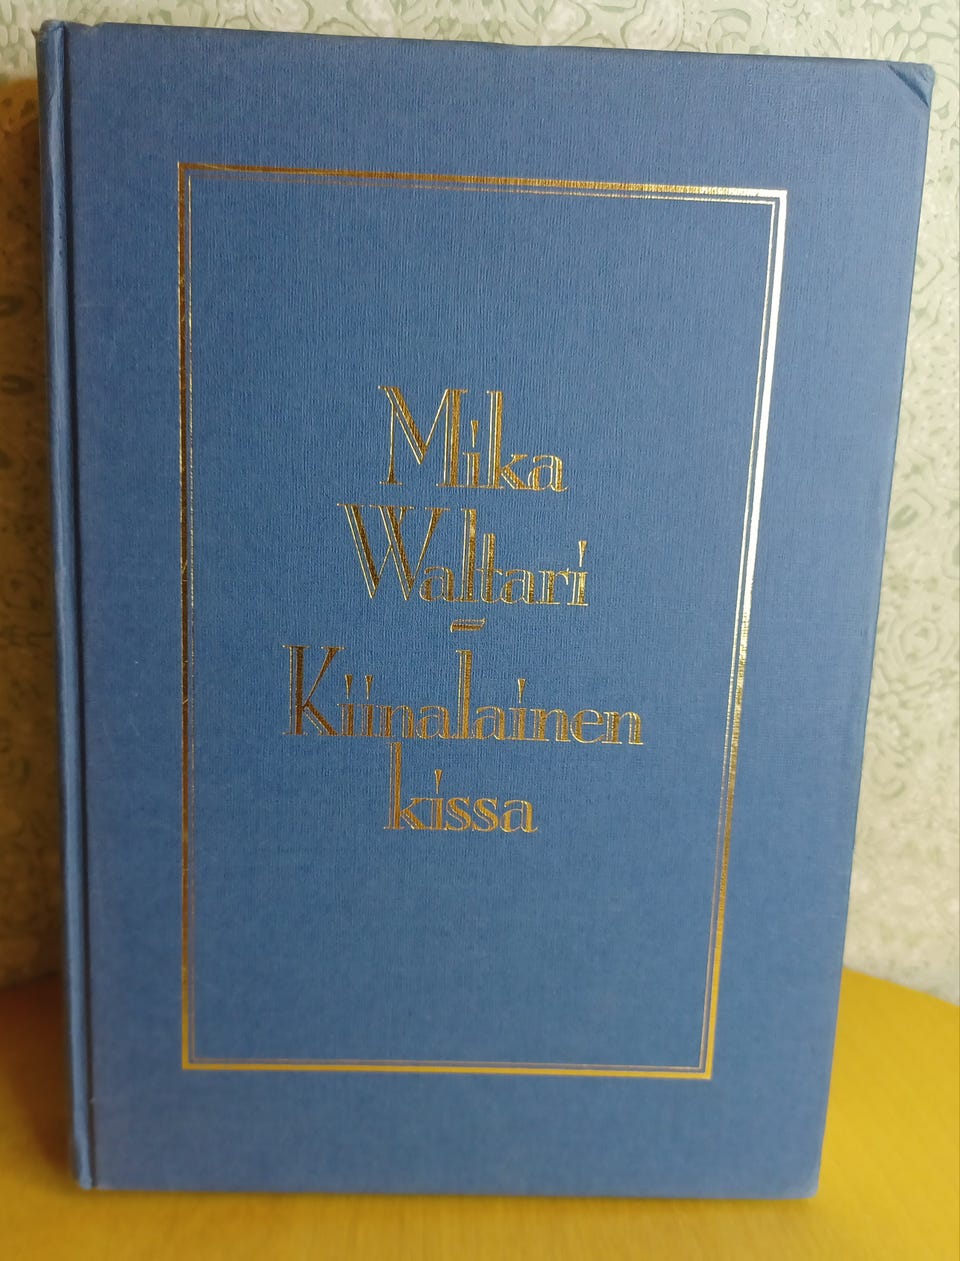 Mika
Waltari
–
Kiinalainen
kissa